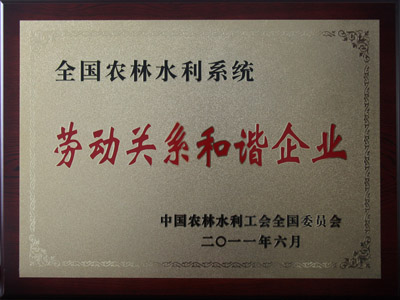 全国农林水利系统
劳动关系和谐企业
中国农林水利工会全国委员会
二〇一一年六月